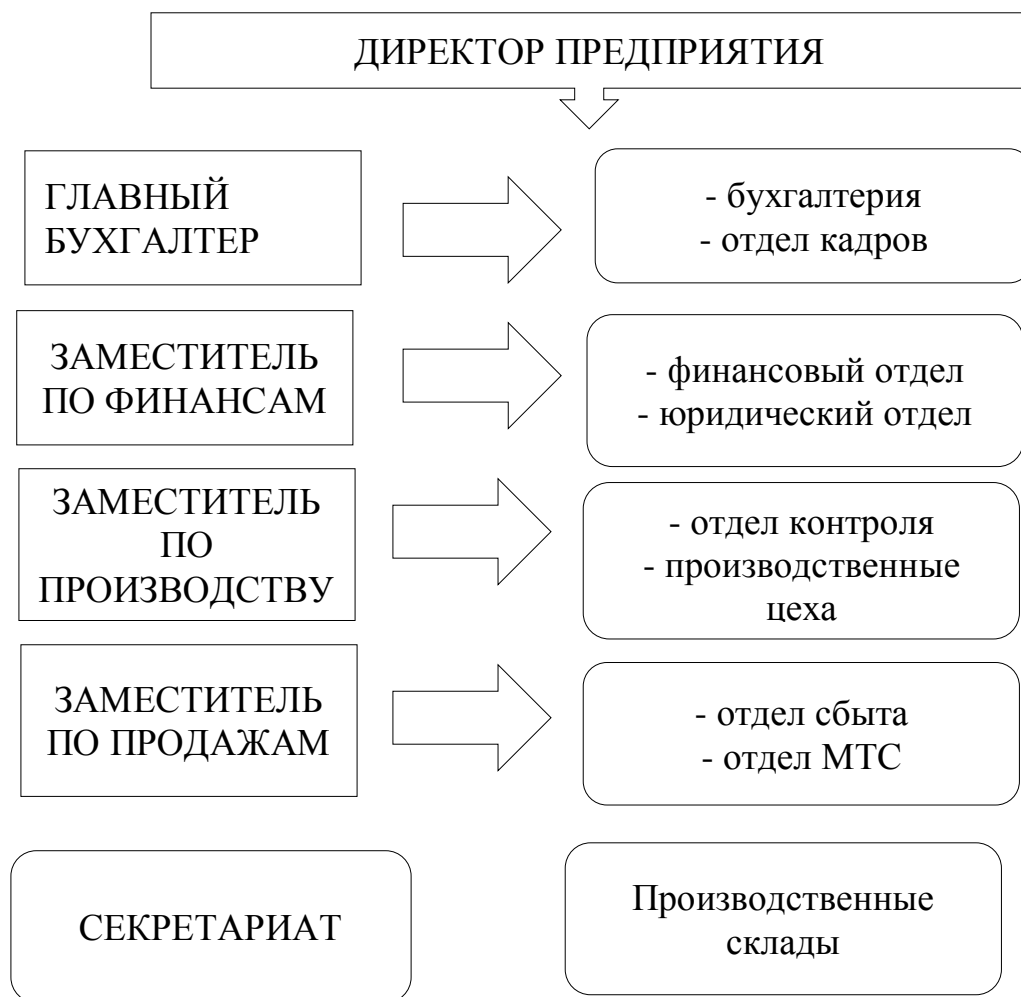 ДИРЕКТОР ПРЕДПРИЯТИЯ
ГЛАВНЫЙ
БУХГАЛТЕР
- бухгалтерия
- отдел кадров
ЗАМЕСТИТЕЛЬ
ПО ФИНАНСАМ
- финансовый отдел
- юридический отдел
ЗАМЕСТИТЕЛЬ
ПО
ПРОИЗВОДСТВУ
- отдел контроля
- производственные
цеха
ЗАМЕСТИТЕЛЬ
ПО ПРОДАЖАМ
- отдел сбыта
- отдел МТС
СЕКРЕТАРИАТ
Производственные
склады